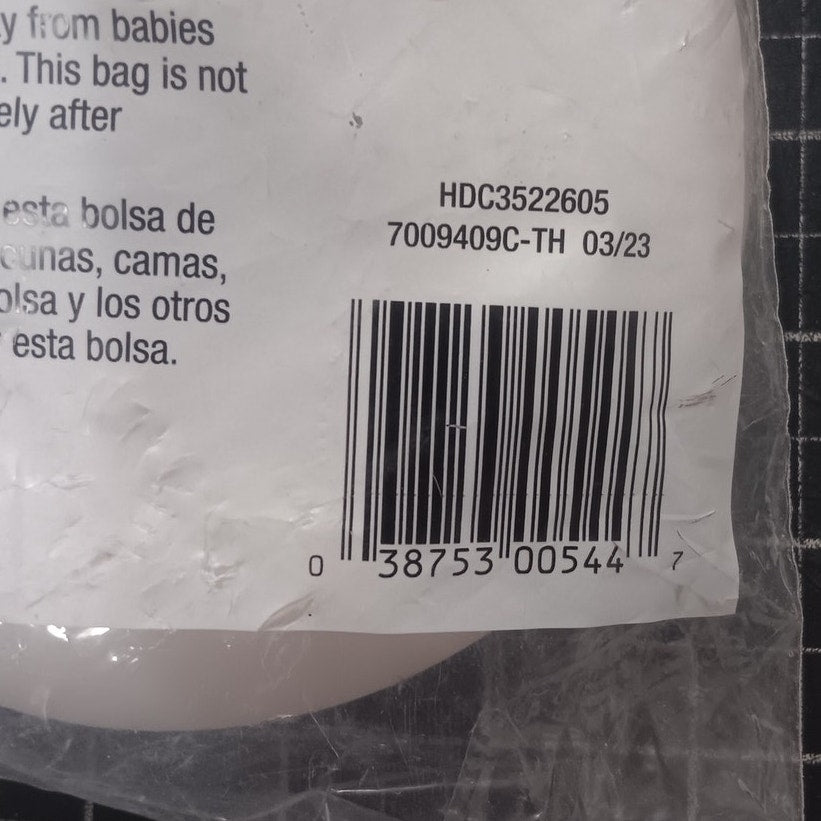 y from babies
. This bag is not
ely after
esta bolsa de
cunas, camas,
olsa y los otros
esta bolsa.
HDC3522605
7009409C-TH 03/23
0 38753 00544 7